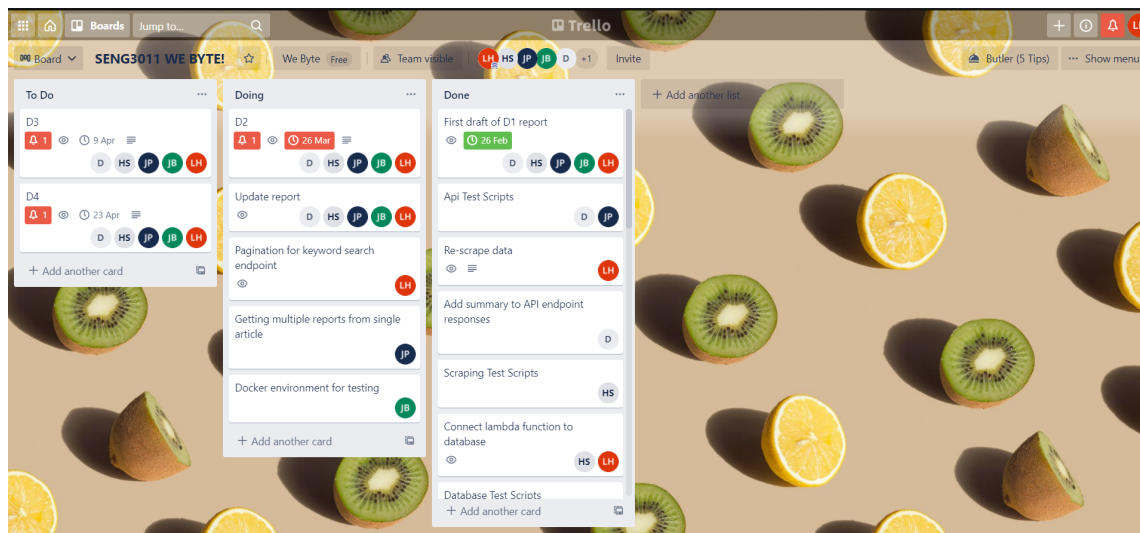 Boards Jump to... Trello LH
Board SENG3011 WE BYTE! We Byte Free Team visible LH HS JP JB D +1 Invite Butler (5 Tips) ... Show menu
To Do ...
D3
1 9 Apr
D HS JP JB LH
D4
1 23 Apr
D HS JP JB LH
+ Add another card
Doing ...
D2
1 26 Mar
D HS JP JB LH
Update report
D HS JP JB LH
Pagination for keyword search
endpoint
LH
Getting multiple reports from single
article
JP
Docker environment for testing
JB
+ Add another card
Done ...
First draft of D1 report
26 Feb
D HS JP JB LH
Api Test Scripts
D JP
Re-scrape data
LH
Add summary to API endpoint
responses
D
Scraping Test Scripts
HS
Connect lambda function to
database
HS LH
Database Test Scripts
+ Add another card
+ Add another list